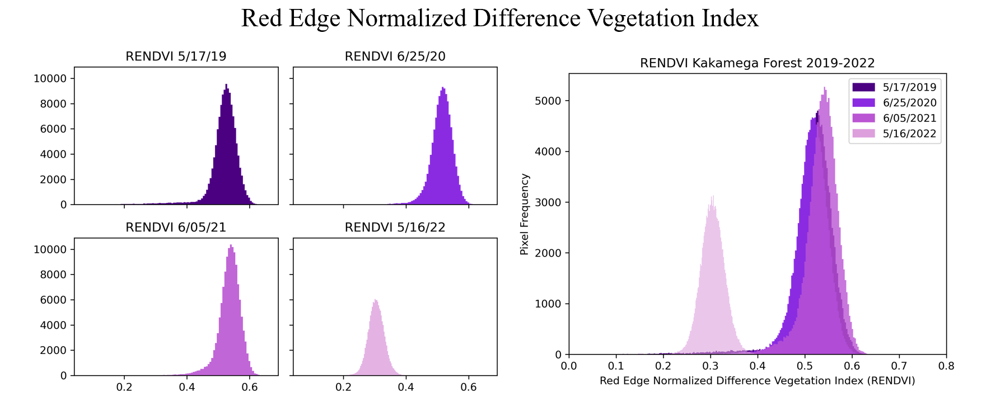 Red Edge Normalized Difference Vegetation Index
RENDVI 5/17/19
10000
8000
6000
4000
2000
0
RENDVI 6/25/20
RENDVI 6/05/21
10000
8000
6000
4000
2000
0
0.2 0.4 0.6
RENDVI 5/16/22
0.2 0.4 0.6
RENDVI Kakamega Forest 2019-2022
5/17/2019
6/25/2020
6/05/2021
5/16/2022
Pixel Frequency
5000
4000
3000
2000
1000
0
0.0 0.1 0.2 0.3 0.4 0.5 0.6 0.7 0.8
Red Edge Normalized Difference Vegetation Index (RENDVI)